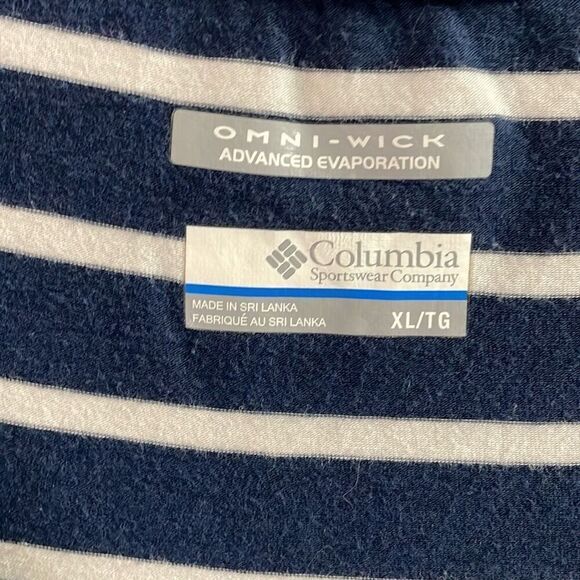 OMNI-WICK
ADVANCED EVAPORATION
Columbia
Sportswear Company
MADE IN SRI LANKA
FABRIQUÉ AU SRI LANKA
XL/TG